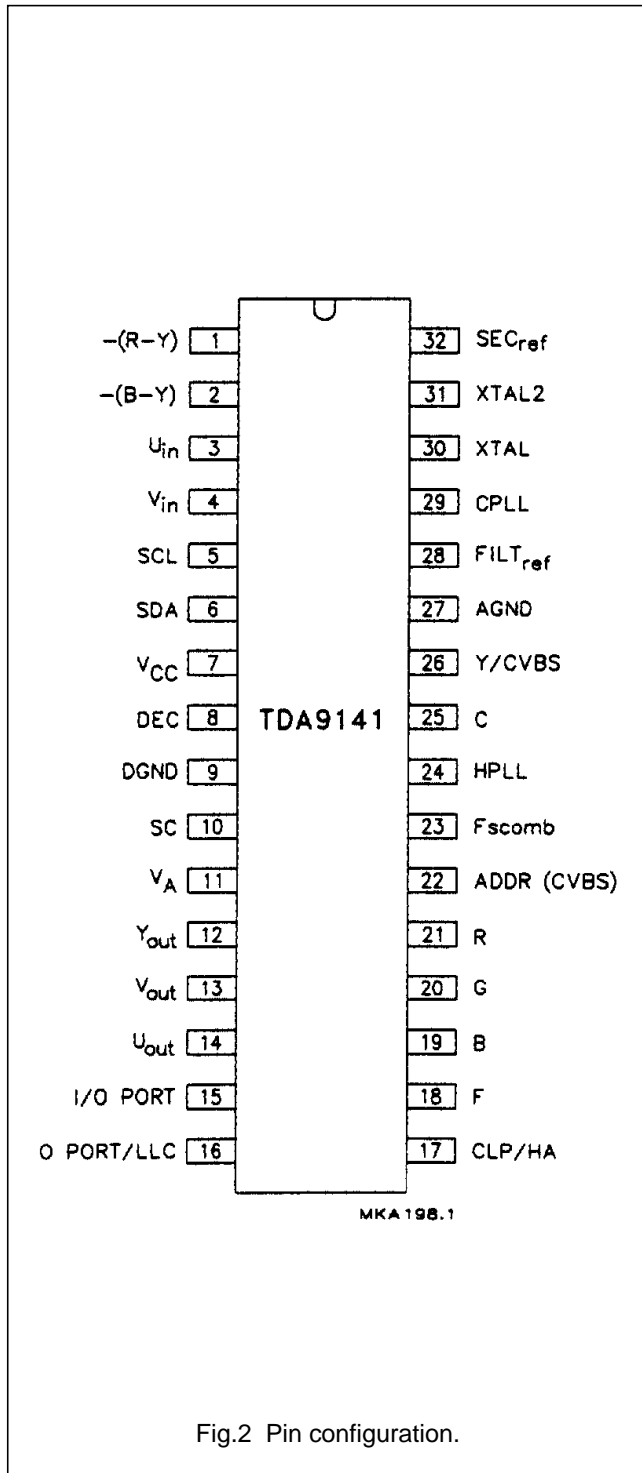 -(R-Y) 1 32 SECref
-(B-Y) 2 31 XTAL2
Uin 3 30 XTAL
Vin 4 29 CPLL
SCL 5 28 FILTref
SDA 6 27 AGND
VCC 7 26 Y/CVBS
DEC 8 TDA9141 25 C
DGND 9 24 HPLL
SC 10 23 Fscomb
VA 11 22 ADDR (CVBS)
Yout 12 21 R
Vout 13 20 G
Uout 14 19 B
I/O PORT 15 18 F
O PORT/LLC 16 17 CLP/HA
MKA198.1
Fig.2 Pin configuration.